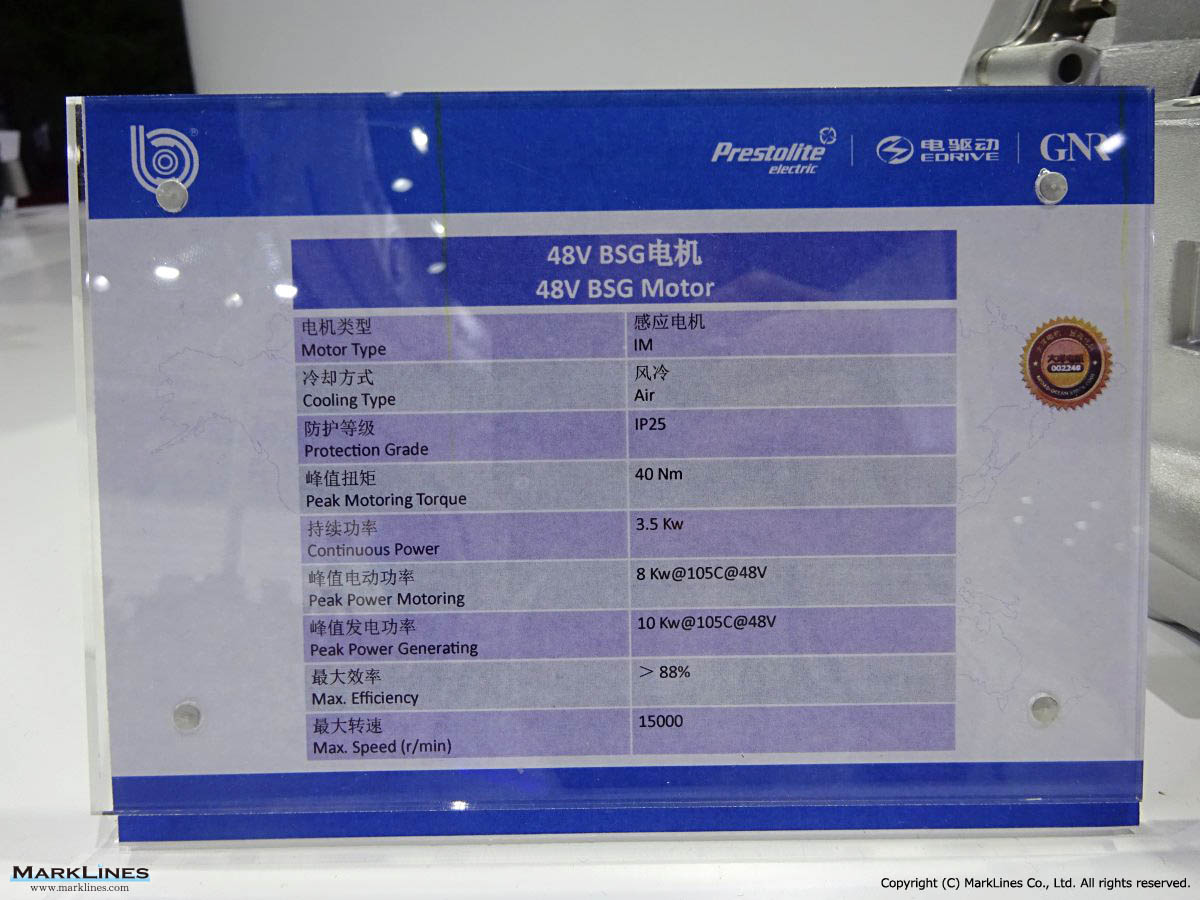 ®
Prestolite
electric
电驱动
EDRIVE
GNR
48V BSG电机
48V BSG Motor
电机类型
Motor Type
感应电机
IM
冷却方式
Cooling Type
风冷
Air
防护等级
Protection Grade
IP25
峰值扭矩
Peak Motoring Torque
40 Nm
持续功率
Continuous Power
3.5 Kw
峰值电动功率
Peak Power Motoring
8 Kw@105C@48V
峰值发电功率
Peak Power Generating
10 Kw@105C@48V
最大效率
Max. Efficiency
＞ 88%
最大转速
Max. Speed (r/min)
15000
002249
MARKLINES
www.marklines.com
Copyright (C) MarkLines Co., Ltd. All rights reserved.